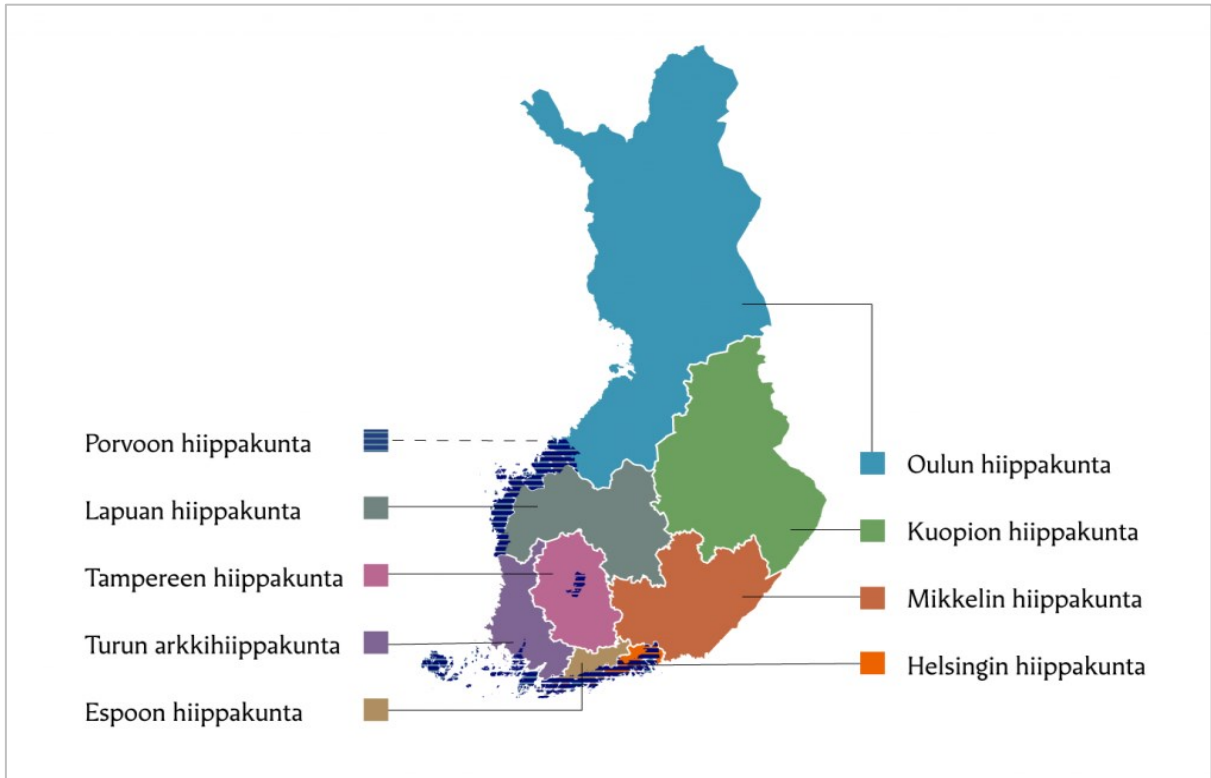 Porvoon hiippakunta
Lapuan hiippakunta
Tampereen hiippakunta
Turun arkkihiippakunta
Espoon hiippakunta
Oulun hiippakunta
Kuopion hiippakunta
Mikkelin hiippakunta
Helsingin hiippakunta